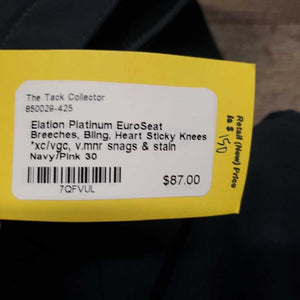 The Tack Collector
850029-425
Elation Platinum EuroSeat
Breeches, Bling, Heart Sticky Knees
*xc/vgc, v.mnr snags & stain
Navy/Pink 30
7QFVUL
$87.00
Retail (New) Price
is $ 150